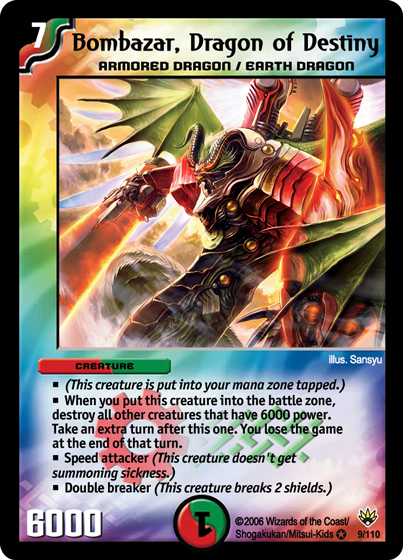 7
Bombazar, Dragon of Destiny
ARMORED DRAGON / EARTH DRAGON
illus. Sansyu
CREATURE
■ (This creature is put into your mana zone tapped.)
■ When you put this creature into the battle zone,
destroy all other creatures that have 6000 power.
Take an extra turn after this one. You lose the game
at the end of that turn.
■ Speed attacker (This creature doesn't get
summoning sickness.)
■ Double breaker (This creature breaks 2 shields.)
6000
1
©2006 Wizards of the Coast/
Shogakukan/Mitsui-Kids ✪ 9/110